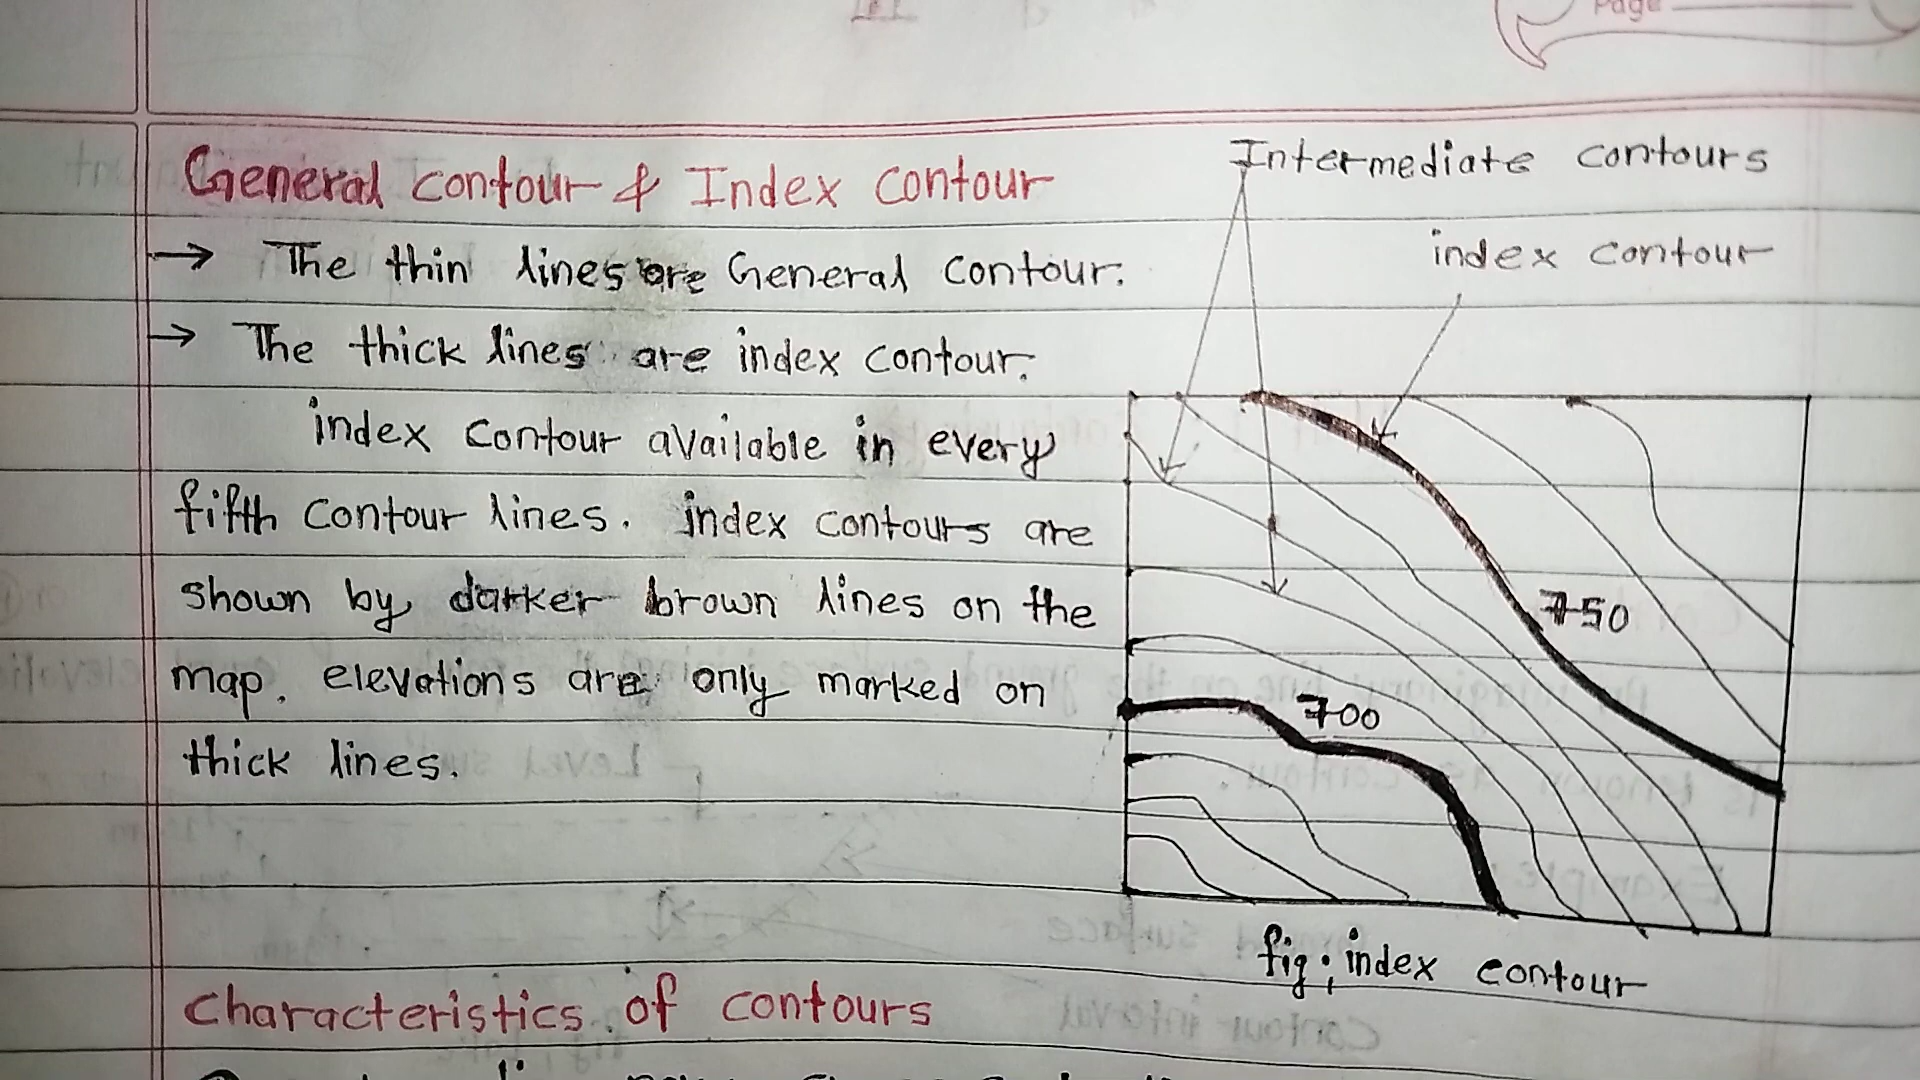 Page
General contour & Index contour
→ The thin lines are General contour.
→ The thick lines are index contour.
index contour available in every
fifth contour lines. index contours are
shown by darker brown lines on the
map. elevations are only marked on
thick lines.
Intermediate contours
index contour
750
700
fig: index contour
characteristics of contours